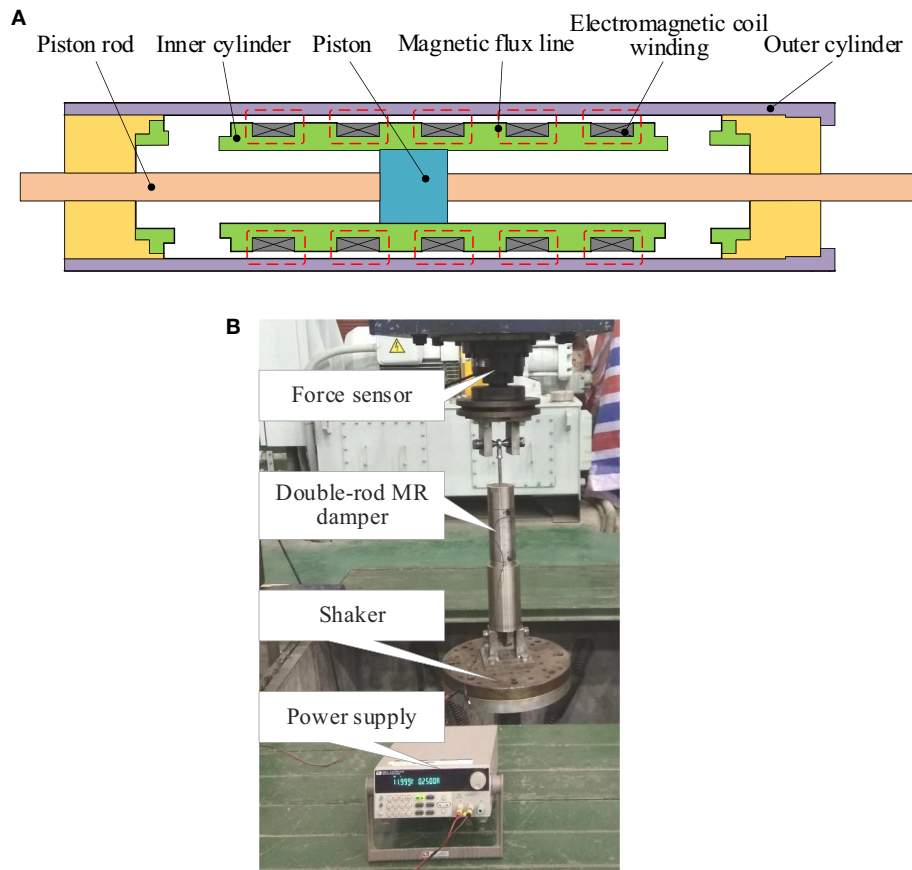 A
Piston rod
Inner cylinder
Piston
Magnetic flux line
Electromagnetic coil
winding
Outer cylinder
B
Force sensor
Double-rod MR
damper
Shaker
Power supply